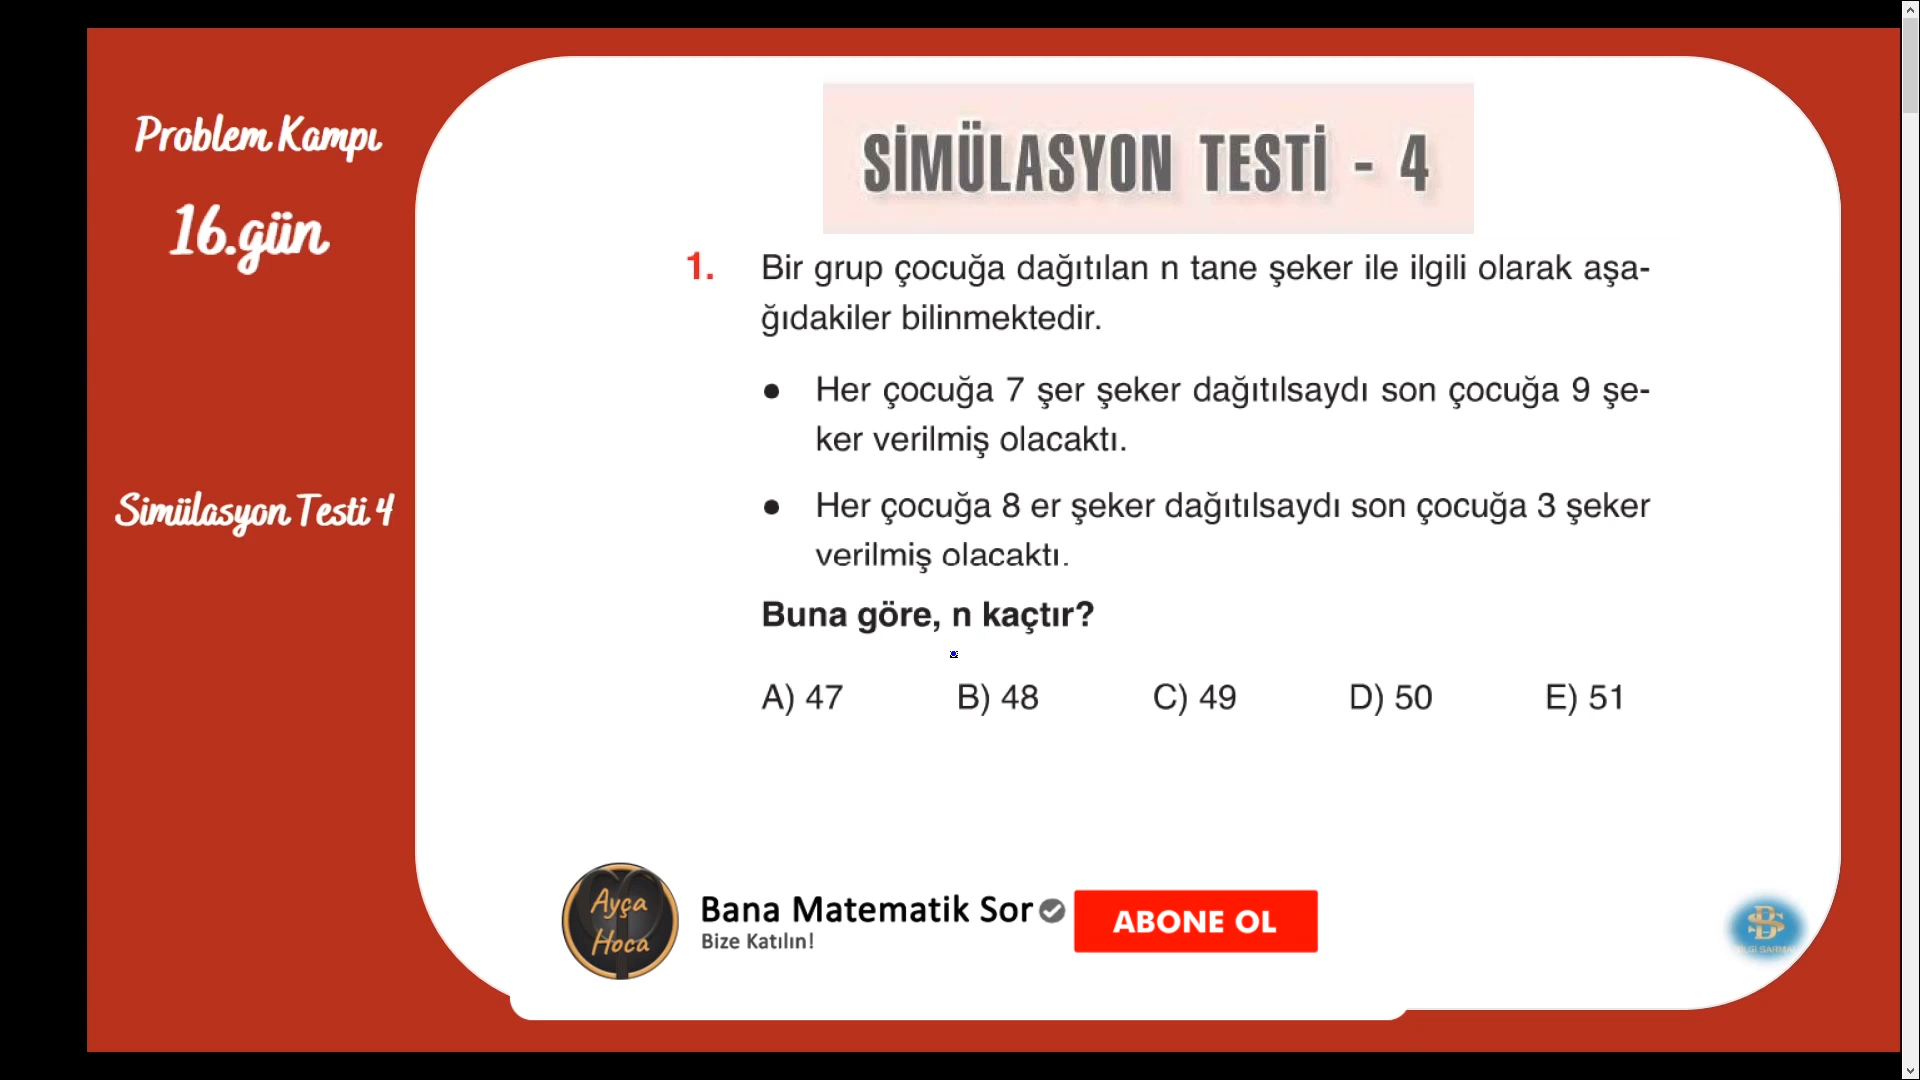 Problem Kampı
16.gün
Simülasyon Testi 4
SİMÜLASYON TESTİ - 4
1. Bir grup çocuğa dağıtılan n tane şeker ile ilgili olarak aşa-
ğıdakiler bilinmektedir.
● Her çocuğa 7 şer şeker dağıtılsaydı son çocuğa 9 şe-
ker verilmiş olacaktı.
● Her çocuğa 8 er şeker dağıtılsaydı son çocuğa 3 şeker
verilmiş olacaktı.
Buna göre, n kaçtır?
A) 47 B) 48 C) 49 D) 50 E) 51
Ayça
Hoca
Bana Matematik Sor
Bize Katılın!
ABONE OL